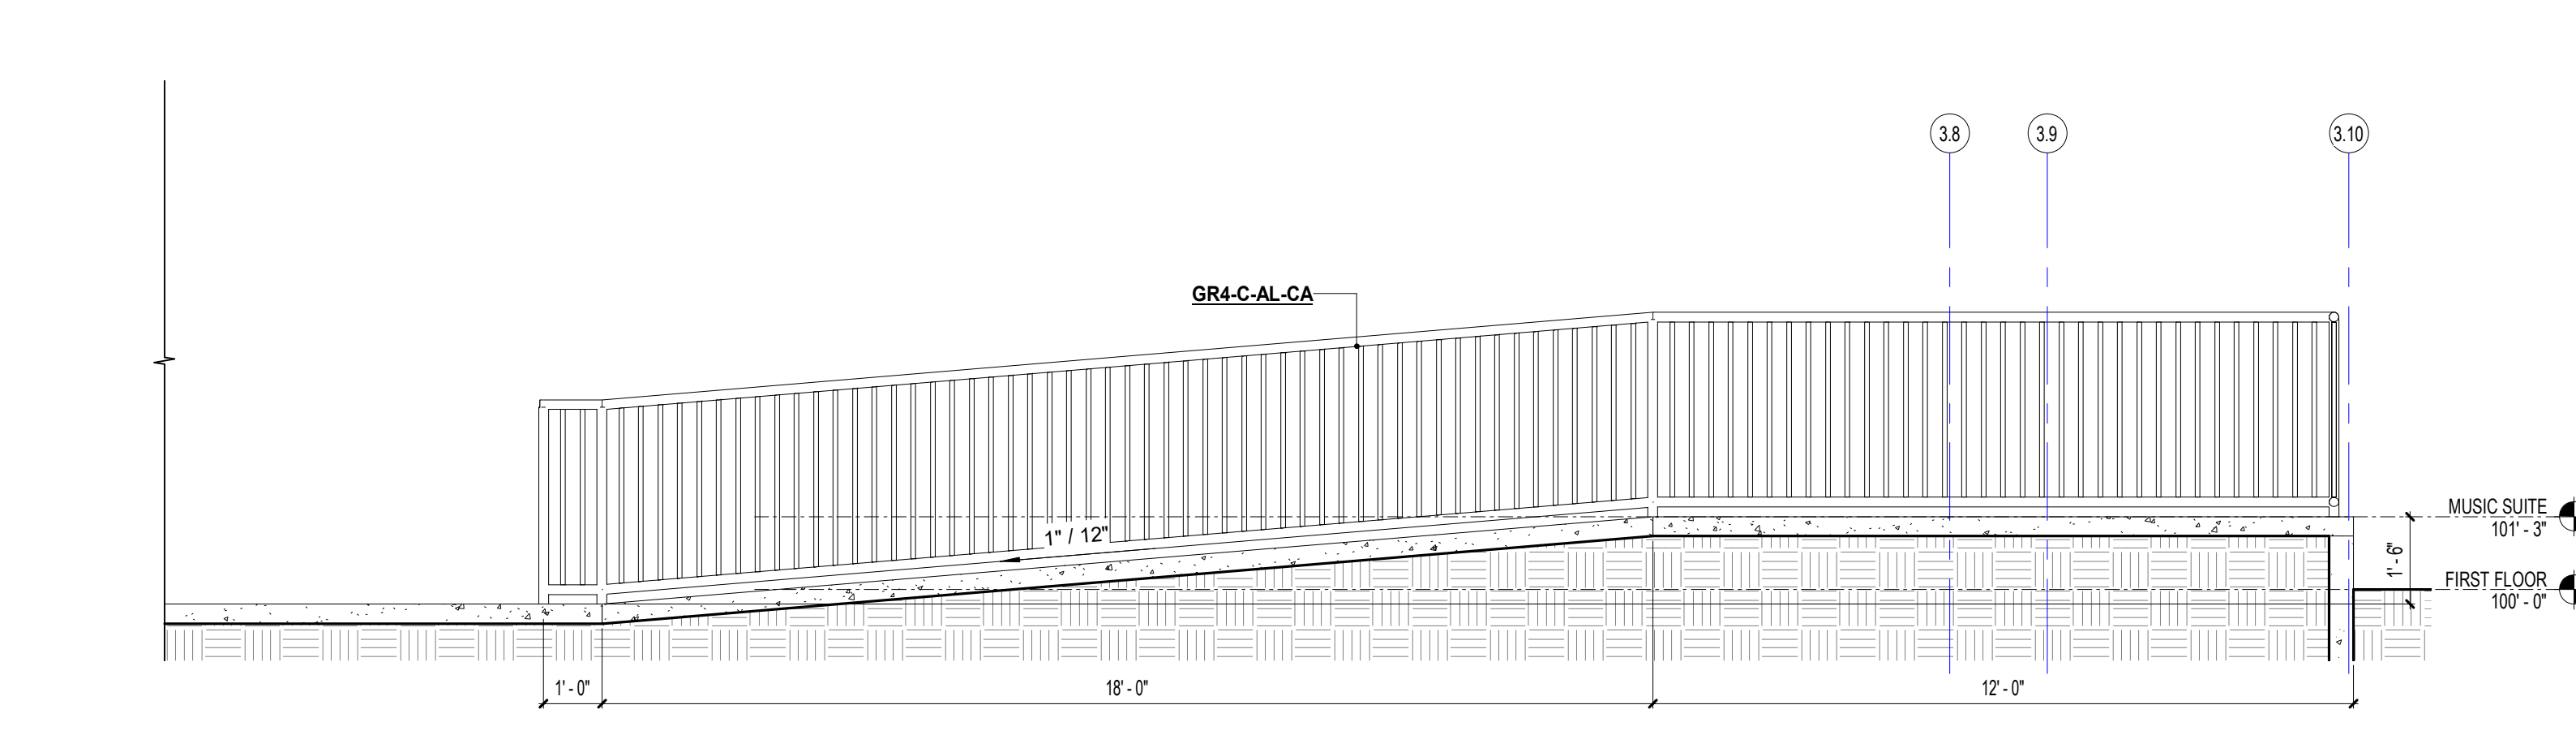 3.8
3.9
3.10
GR4-C-AL-CA
MUSIC SUITE
101' - 3"
1" / 12"
1' - 6"
FIRST FLOOR
100' - 0"
1' - 0"
18' - 0"
12' - 0"